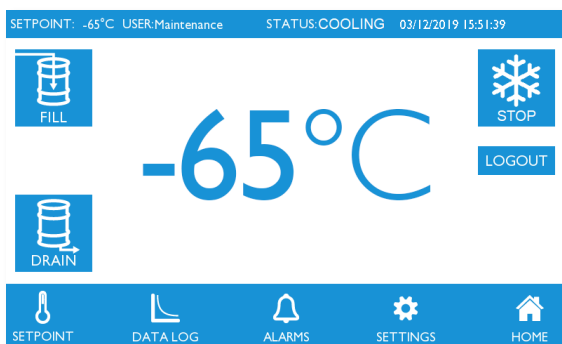 SETPOINT: -65°C USER:Maintenance STATUS:COOLING 03/12/2019 15:51:39
FILL
-65°C
STOP
LOGOUT
DRAIN
SETPOINT DATA LOG ALARMS SETTINGS HOME